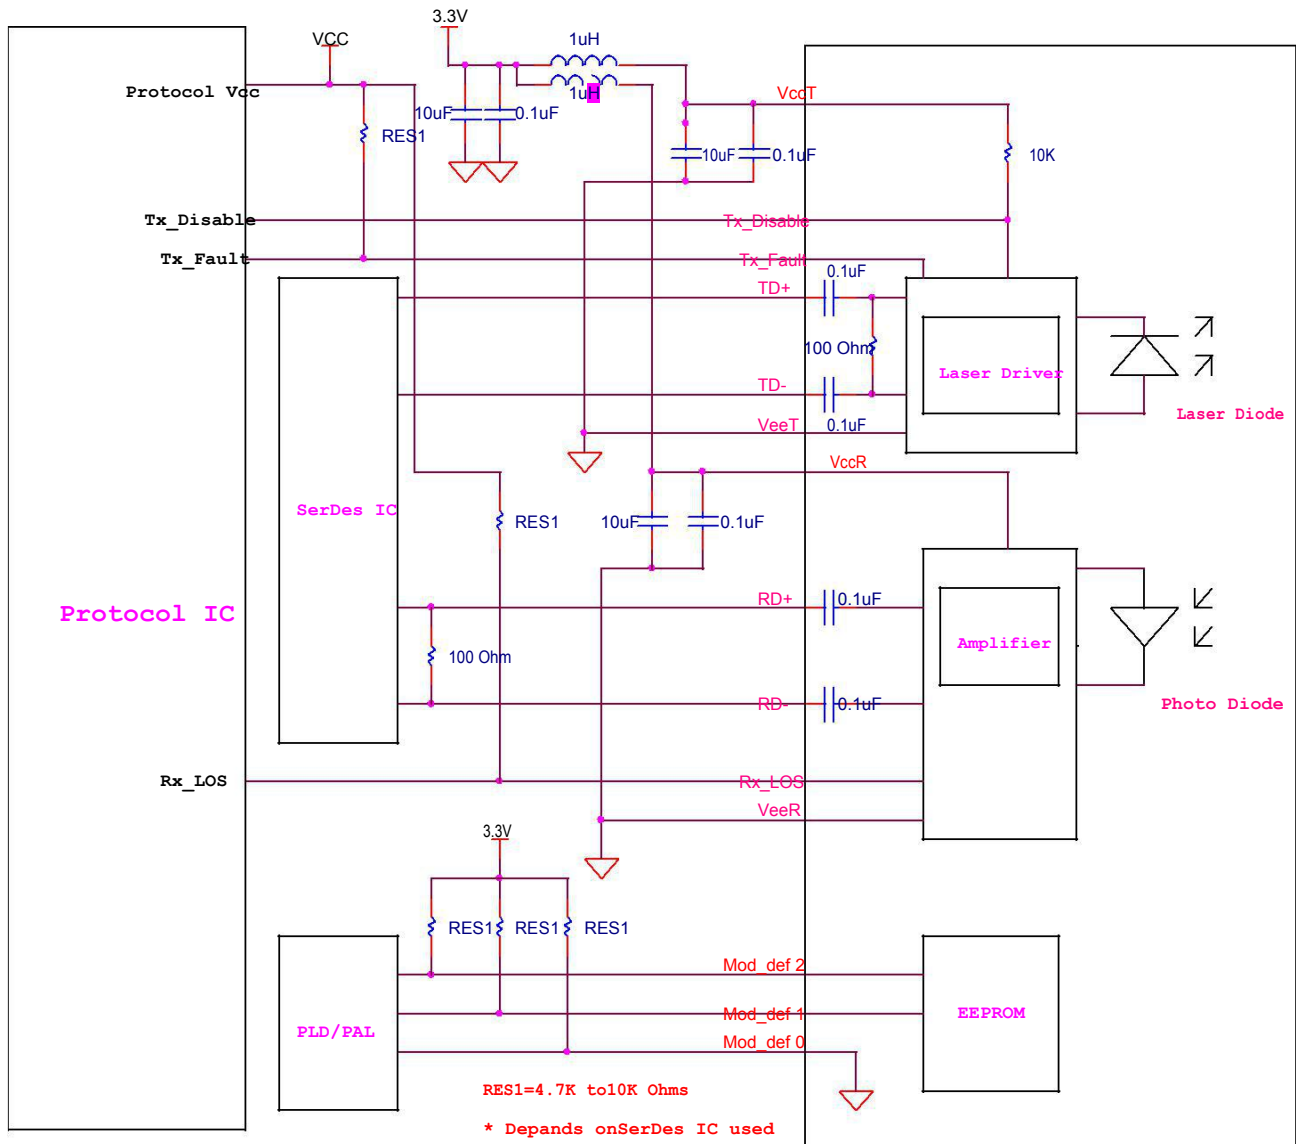 3.3V
VCC
1uH
Protocol Vcc
1uH
VccT
10uF
0.1uF
RES1
10uF
0.1uF
10K
Tx_Disable
Tx_Disable
Tx_Fault
Tx_Fault
0.1uF
TD+
100 Ohm
Laser Driver
TD-
Laser Diode
VeeT
0.1uF
VccR
SerDes IC
RES1
10uF
0.1uF
RD+
0.1uF
Protocol IC
Amplifier
100 Ohm
RD-
0.1uF
Photo Diode
Rx_LOS
Rx_LOS
VeeR
3.3V
RES1
RES1
RES1
Mod_def 2
Mod_def 1
EEPROM
PLD/PAL
Mod_def 0
RES1=4.7K to10K Ohms
* Depands onSerDes IC used